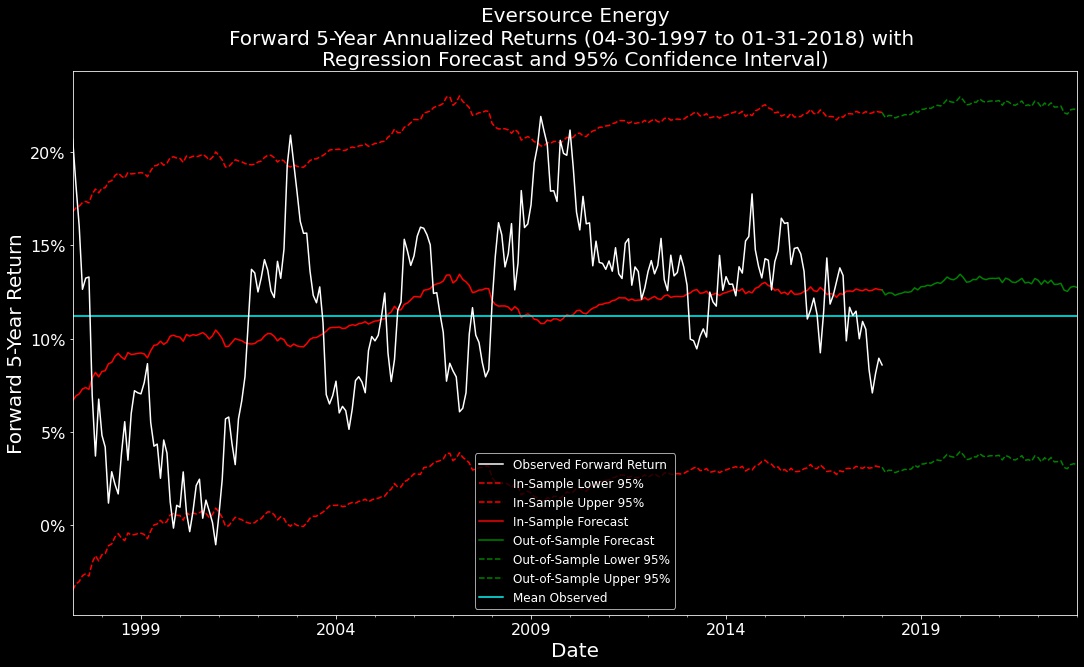 Eversource Energy
Forward 5-Year Annualized Returns (04-30-1997 to 01-31-2018) with
Regression Forecast and 95% Confidence Interval)
Forward 5-Year Return
20%
15%
10%
5%
0%
Observed Forward Return
In-Sample Lower 95%
In-Sample Upper 95%
In-Sample Forecast
Out-of-Sample Forecast
Out-of-Sample Lower 95%
Out-of-Sample Upper 95%
Mean Observed
1999 2004 2009 2014 2019
Date